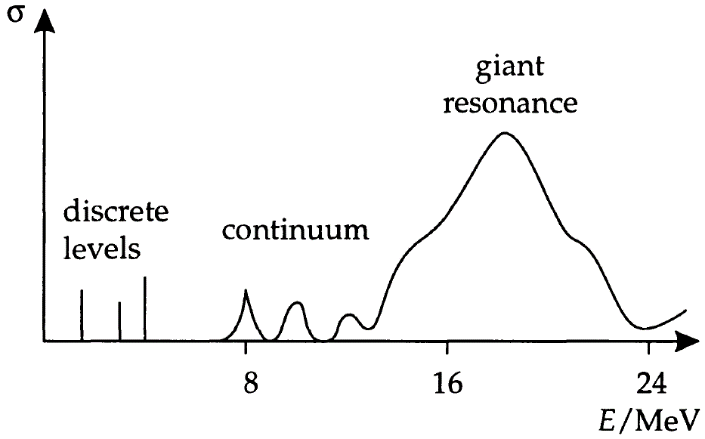 σ
giant
resonance
discrete
levels
continuum
8
16
24
E/MeV